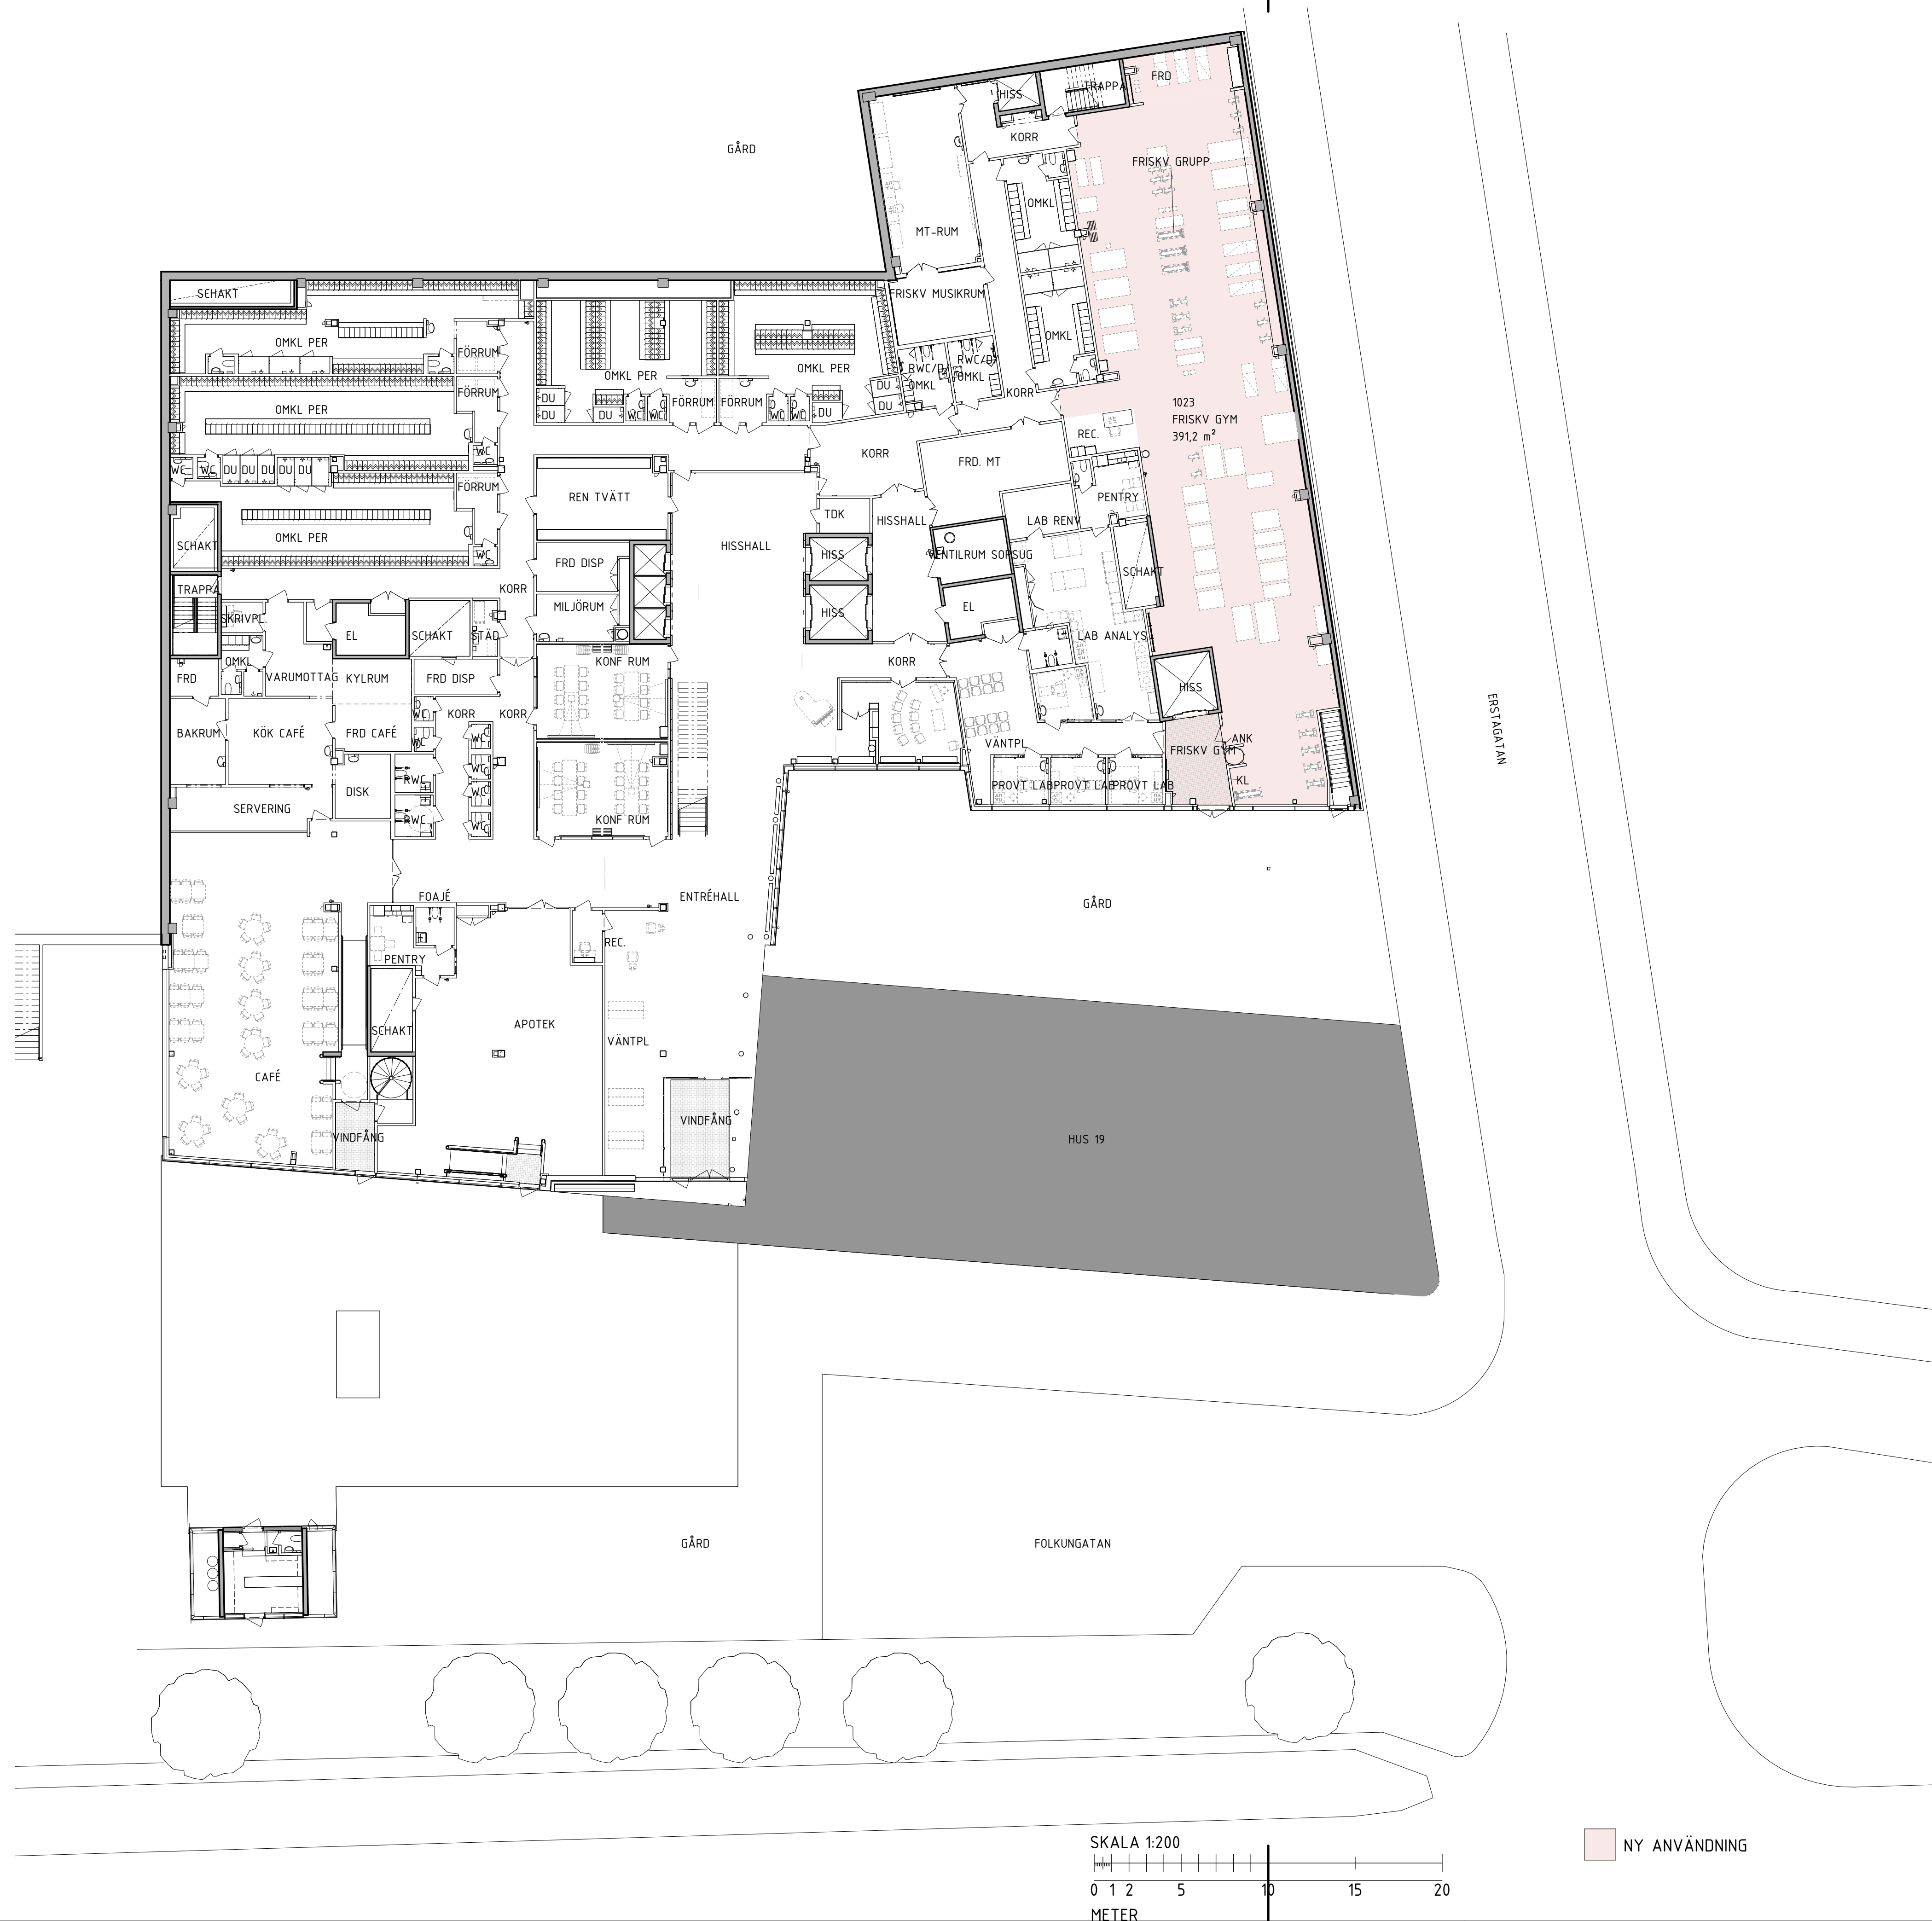 GÅRD
HISS
TRAPPA
FRD
KORR
FRISKV GRUPP
OMKL
MT-RUM
SCHAKT
FRISKV MUSIKRUM
OMKL
OMKL PER
FÖRRUM
RWC/D/
OMKL
RWC/D/
OMKL
OMKL PER
OMKL PER
DU
DU
DU
WC
WC
FÖRRUM
FÖRRUM
WC
WC
DU
DU
DU
KORR
FÖRRUM
OMKL PER
1023
FRISKV GYM
391,2 m²
REC.
WC
WC
WC
DU
DU
DU
DU
DU
KORR
FRD. MT
FÖRRUM
REN TVÄTT
PENTRY
TDK
HISSHALL
LAB RENV
OMKL PER
SCHAKT
WC
HISSHALL
HISS
VENTILRUM SOPSUG
FRD DISP
SCHAKT
TRAPPA
KORR
MILJÖRUM
HISS
EL
SKRIVPL
EL
SCHAKT
STÄD
LAB ANALYS
OMKL
KONF RUM
KORR
FRD
VARUMOTTAG
KYLRUM
FRD DISP
HISS
ERSTAGATAN
WC
KORR
KORR
BAKRUM
KÖK CAFÉ
FRD CAFÉ
WC
WC
VÄNTPL
ANK
FRISKV GYM
WC
RWC
KL
DISK
WC
PROVT LAB
PROVT LAB
PROVT LAB
SERVERING
RWC
WC
KONF RUM
FOAJÉ
ENTRÉHALL
GÅRD
REC.
PENTRY
SCHAKT
APOTEK
VÄNTPL
CAFÉ
VINDFÅNG
VINDFÅNG
HUS 19
GÅRD
FOLKUNGATAN
SKALA 1:200
0 1 2 5 10 15 20
METER
NY ANVÄNDNING